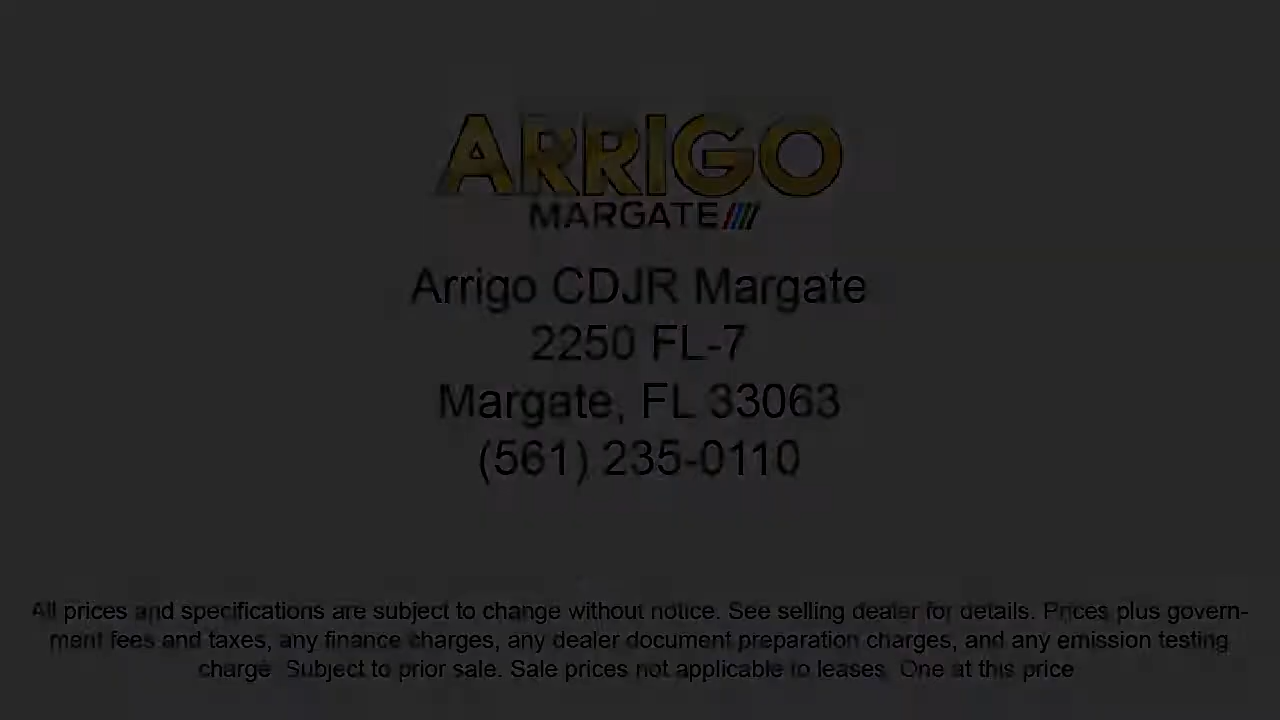 ARRIGO
MARGATE
Arrigo CDJR Margate
2250 FL-7
Margate, FL 33063
(561) 235-0110
All prices and specifications are subject to change without notice. See selling dealer for details. Prices plus govern-
ment fees and taxes, any finance charges, any dealer document preparation charges, and any emission testing
charge. Subject to prior sale. Sale prices not applicable to leases. One at this price.